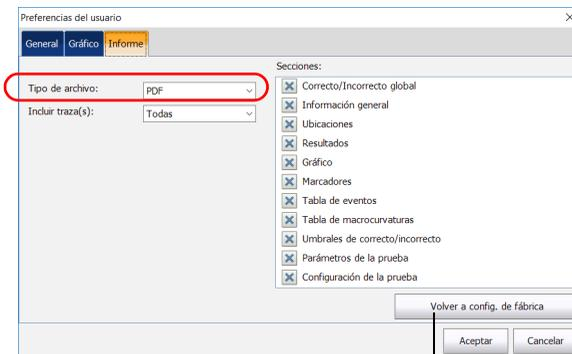 Preferencias del usuario
General Gráfico Informe
Tipo de archivo: PDF
Incluir traza(s): Todas
Secciones:
Correcto/Incorrecto global
Información general
Ubicaciones
Resultados
Gráfico
Marcadores
Tabla de eventos
Tabla de macrocurvaturas
Umbrales de correcto/incorrecto
Parámetros de la prueba
Configuración de la prueba
Volver a config. de fábrica
Aceptar Cancelar